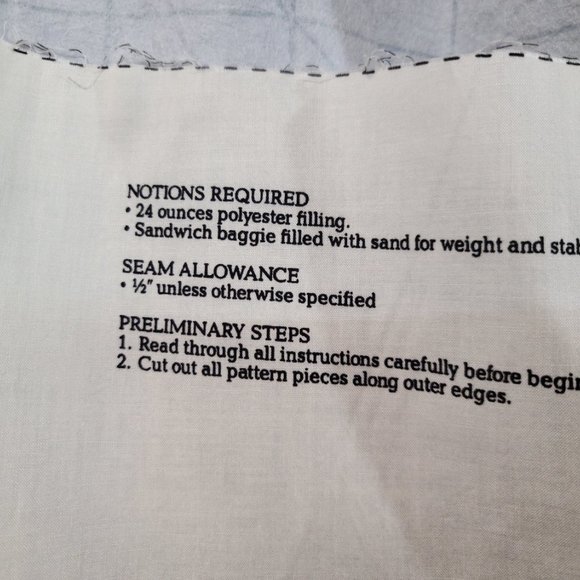 NOTIONS REQUIRED
• 24 ounces polyester filling.
• Sandwich baggie filled with sand for weight and
SEAM ALLOWANCE
• ½" unless otherwise specified
PRELIMINARY STEPS
1. Read through all instructions carefully before
2. Cut out all pattern pieces along outer edges.